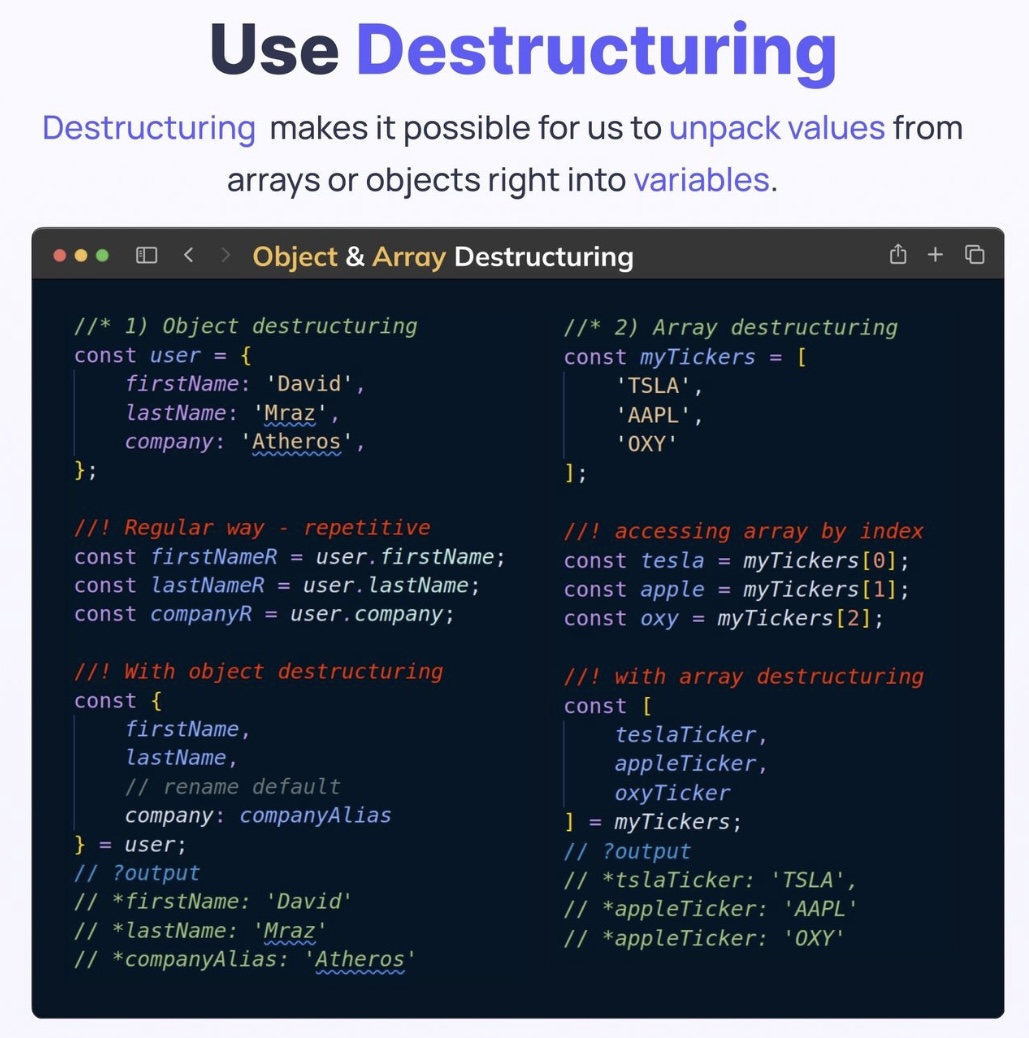 Use Destructuring
Destructuring makes it possible for us to unpack values from
arrays or objects right into variables.
Object & Array Destructuring
//* 1) Object destructuring
const user = {
    firstName: 'David',
    lastName: 'Mraz',
    company: 'Atheros',
};
//! Regular way - repetitive
const firstNameR = user.firstName;
const lastNameR = user.lastName;
const companyR = user.company;
//! With object destructuring
const {
    firstName,
    lastName,
    // rename default
    company: companyAlias
} = user;
// ?output
// *firstName: 'David'
// *lastName: 'Mraz'
// *companyAlias: 'Atheros'
//* 2) Array destructuring
const myTickers = [
    'TSLA',
    'AAPL',
    'OXY'
];
//! accessing array by index
const tesla = myTickers[0];
const apple = myTickers[1];
const oxy = myTickers[2];
//! with array destructuring
const [
    teslaTicker,
    appleTicker,
    oxyTicker
] = myTickers;
// ?output
// *tslaTicker: 'TSLA',
// *appleTicker: 'AAPL'
// *appleTicker: 'OXY'